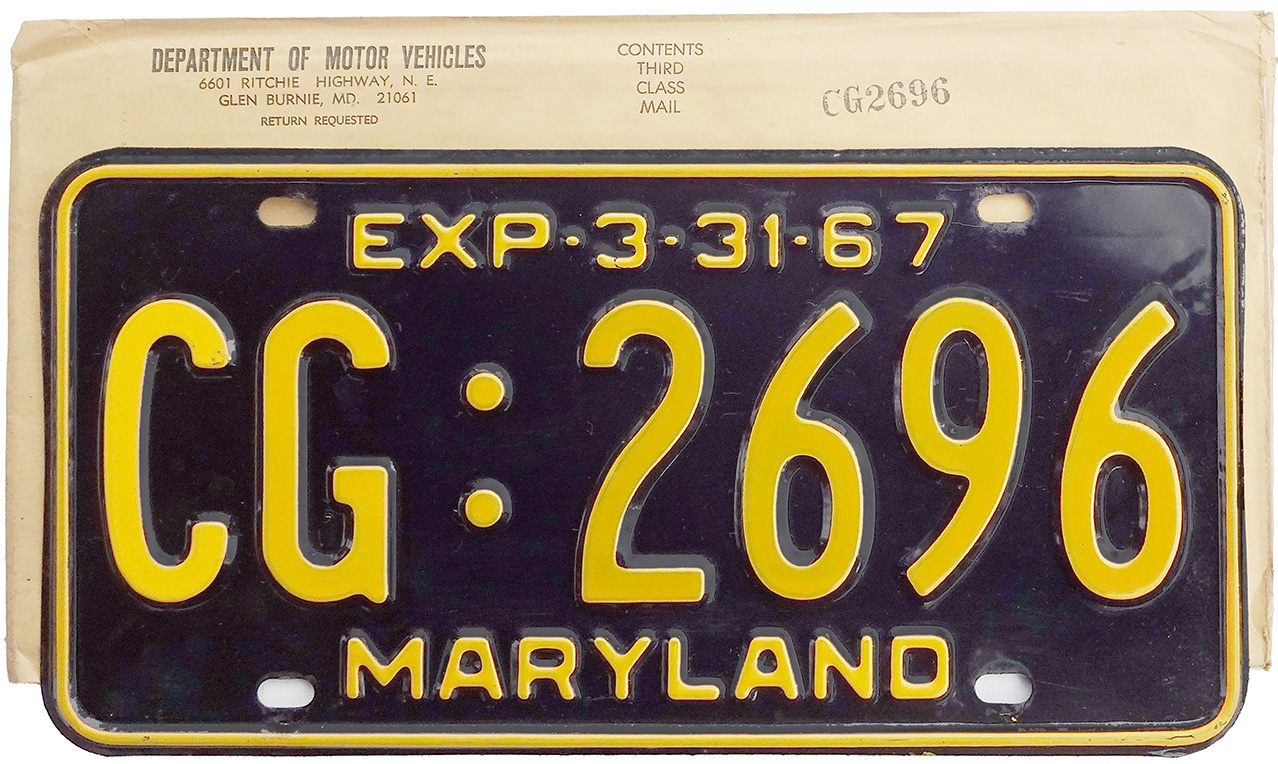 DEPARTMENT OF MOTOR VEHICLES
6601 RITCHIE HIGHWAY, N. E.
GLEN BURNIE, MD. 21061
RETURN REQUESTED
CONTENTS
THIRD
CLASS
MAIL
CG2696
EXP-3-31-67
CG:2696
MARYLAND